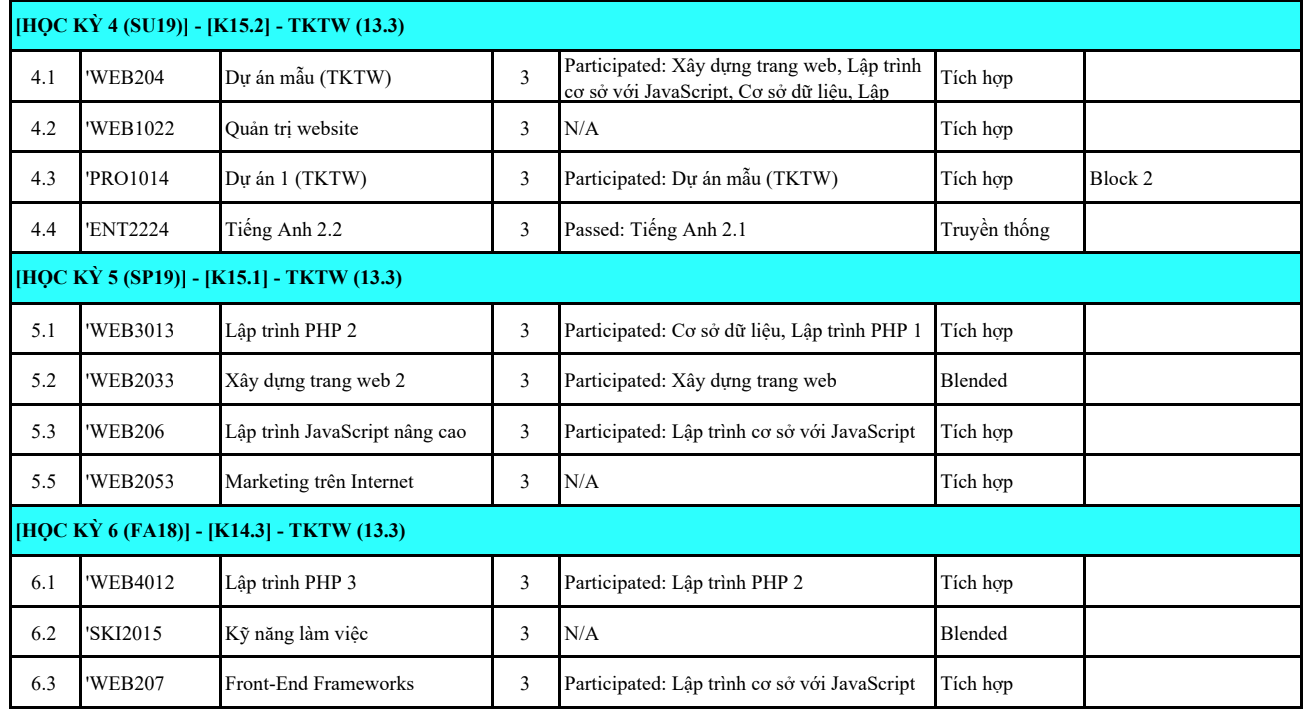 [HỌC KỲ 4 (SU19)] - [K15.2] - TKTW (13.3)
4.1 'WEB204 Dự án mẫu (TKTW) 3 Participated: Xây dựng trang web, Lập trình cơ sở với JavaScript, Cơ sở dữ liệu, Lập Tích hợp
4.2 'WEB1022 Quản trị website 3 N/A Tích hợp
4.3 'PRO1014 Dự án 1 (TKTW) 3 Participated: Dự án mẫu (TKTW) Tích hợp Block 2
4.4 'ENT2224 Tiếng Anh 2.2 3 Passed: Tiếng Anh 2.1 Truyền thống
[HỌC KỲ 5 (SP19)] - [K15.1] - TKTW (13.3)
5.1 'WEB3013 Lập trình PHP 2 3 Participated: Cơ sở dữ liệu, Lập trình PHP 1 Tích hợp
5.2 'WEB2033 Xây dựng trang web 2 3 Participated: Xây dựng trang web Blended
5.3 'WEB206 Lập trình JavaScript nâng cao 3 Participated: Lập trình cơ sở với JavaScript Tích hợp
5.5 'WEB2053 Marketing trên Internet 3 N/A Tích hợp
[HỌC KỲ 6 (FA18)] - [K14.3] - TKTW (13.3)
6.1 'WEB4012 Lập trình PHP 3 3 Participated: Lập trình PHP 2 Tích hợp
6.2 'SKI2015 Kỹ năng làm việc 3 N/A Blended
6.3 'WEB207 Front-End Frameworks 3 Participated: Lập trình cơ sở với JavaScript Tích hợp